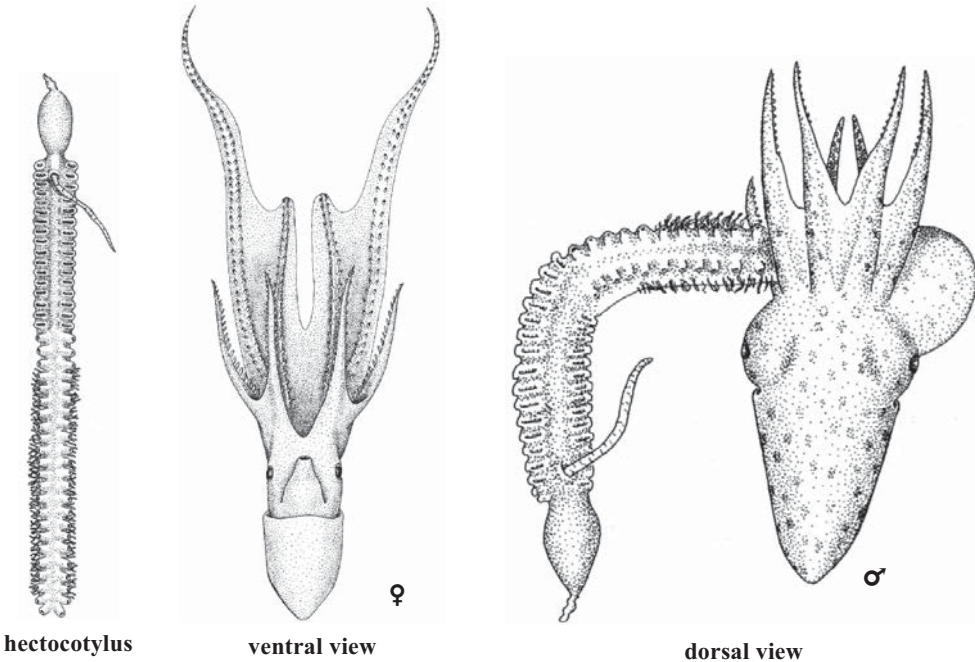 ♀
♂
hectocotylus
ventral view
dorsal view